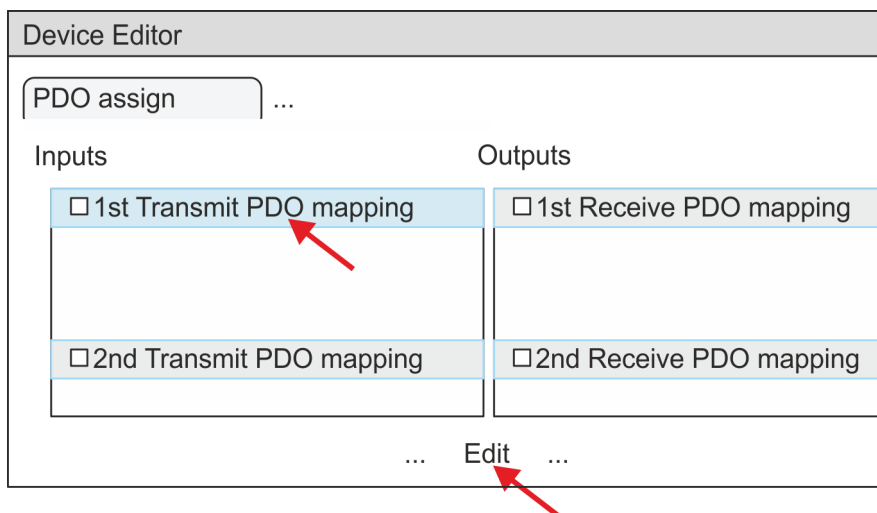 Device Editor
PDO assign ...
Inputs Outputs
1st Transmit PDO mapping 1st Receive PDO mapping
2nd Transmit PDO mapping 2nd Receive PDO mapping
... Edit ...